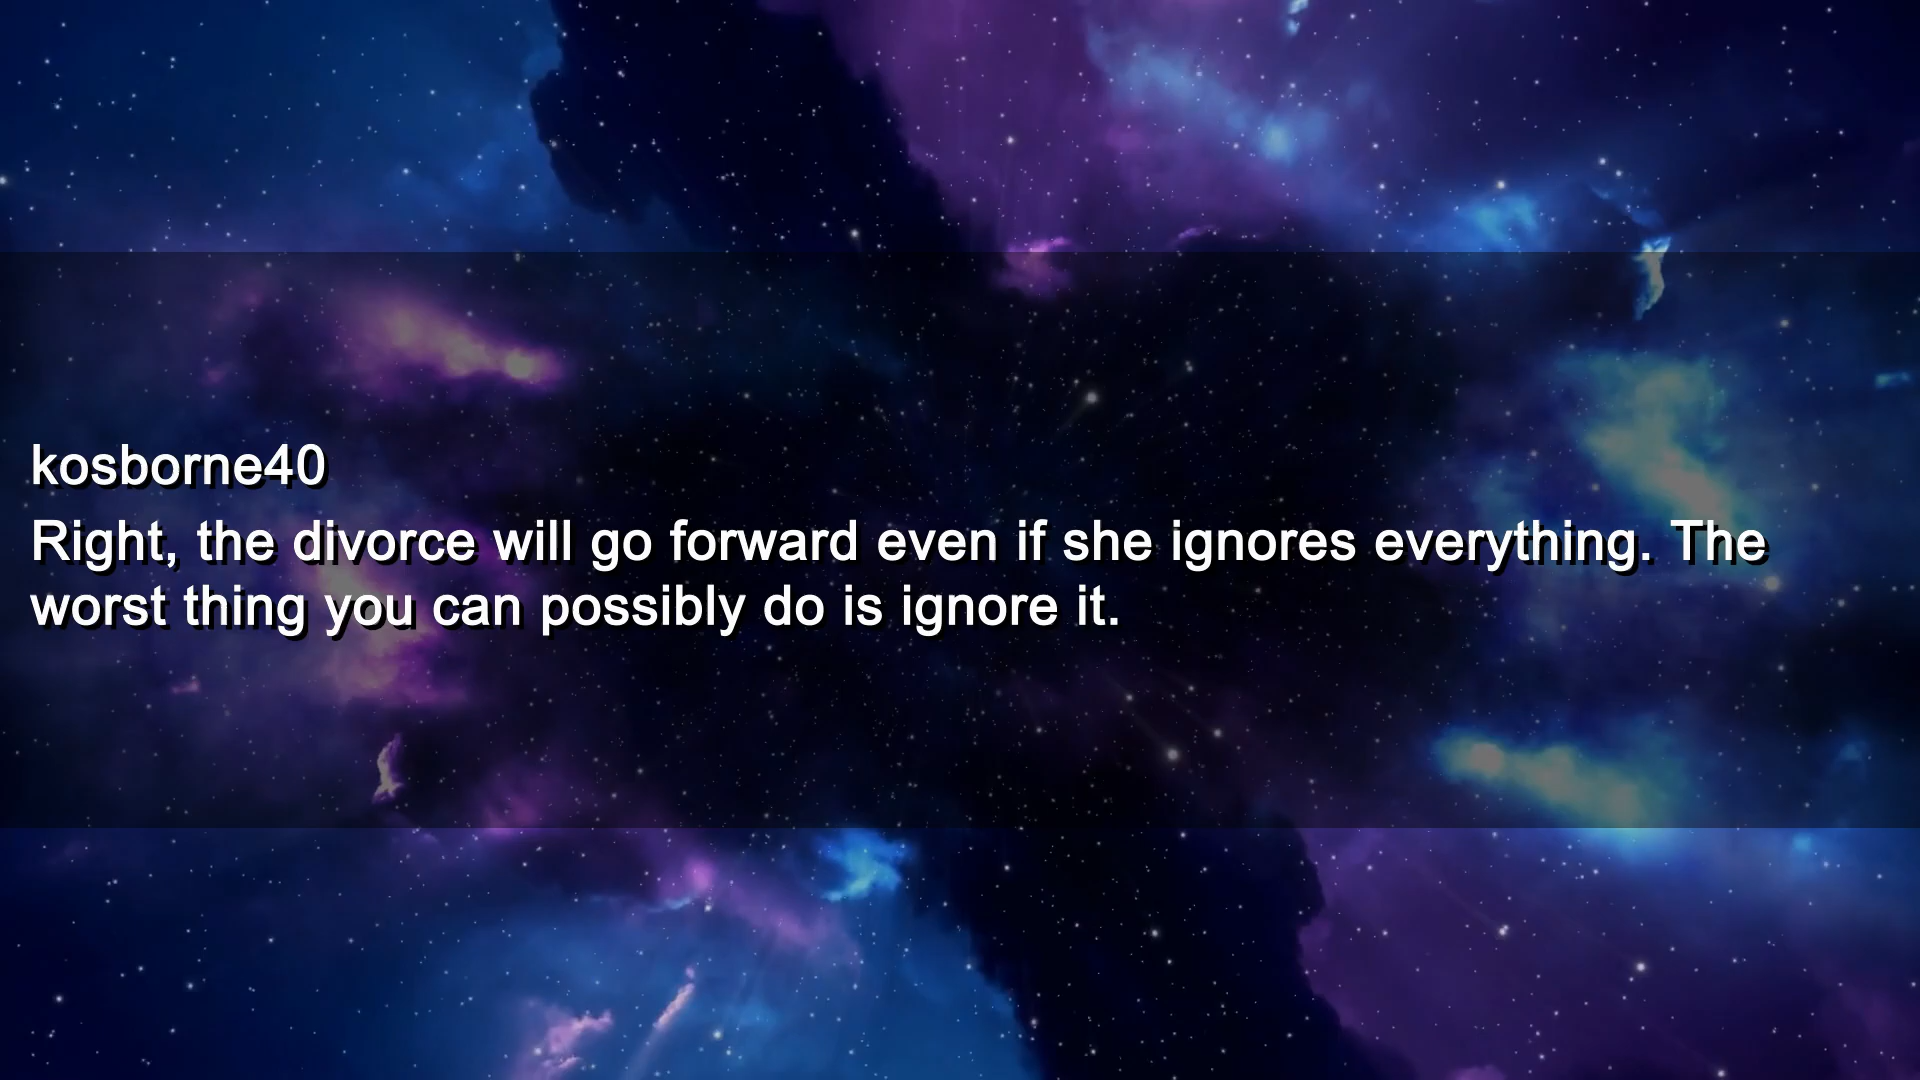 kosborne40
Right, the divorce will go forward even if she ignores everything. The
worst thing you can possibly do is ignore it.